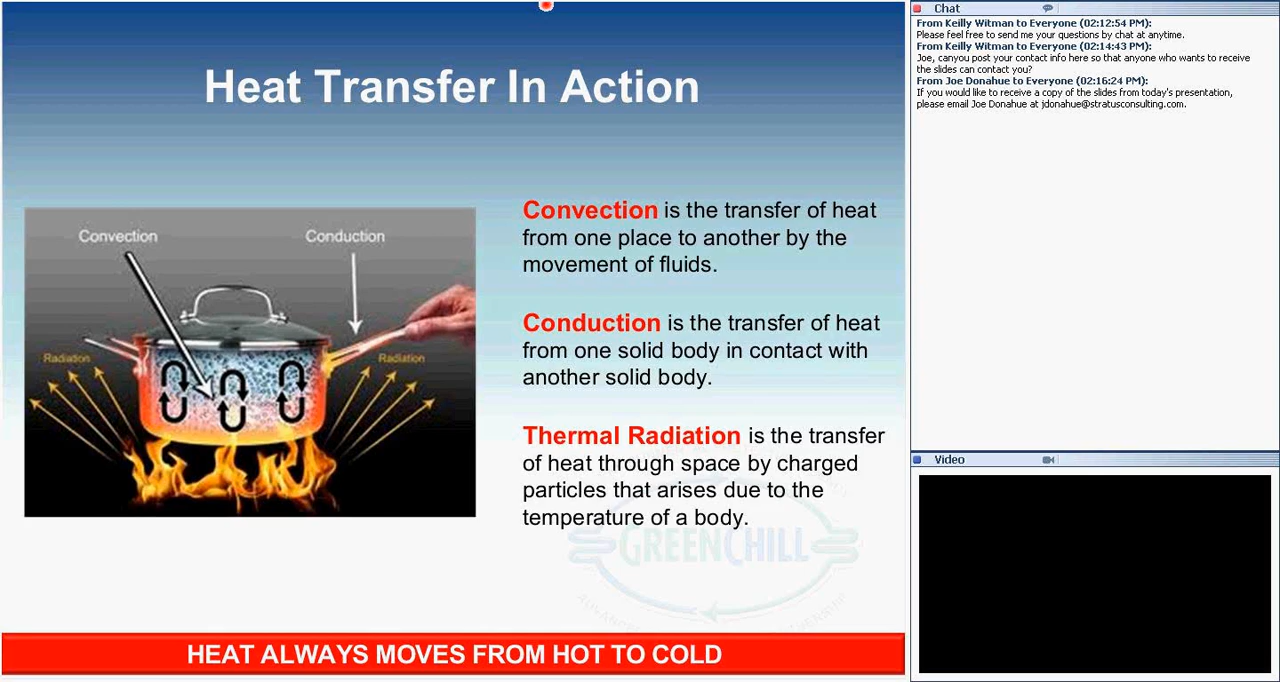 Heat Transfer In Action
Convection
Conduction
Radiation
Radiation
Convection is the transfer of heat
from one place to another by the
movement of fluids.
Conduction is the transfer of heat
from one solid body in contact with
another solid body.
Thermal Radiation is the transfer
of heat through space by charged
particles that arises due to the
temperature of a body.
GREENCHILL
HEAT ALWAYS MOVES FROM HOT TO COLD
Chat
From Keilly Witman to Everyone (02:12:54 PM):
Please feel free to send me your questions by chat at anytime.
From Keilly Witman to Everyone (02:14:43 PM):
Joe, canyou post your contact info here so that anyone who wants to receive
the slides can contact you?
From Joe Donahue to Everyone (02:16:24 PM):
If you would like to receive a copy of the slides from today's presentation,
please email Joe Donahue at jdonahue@stratusconsulting.com.
Video